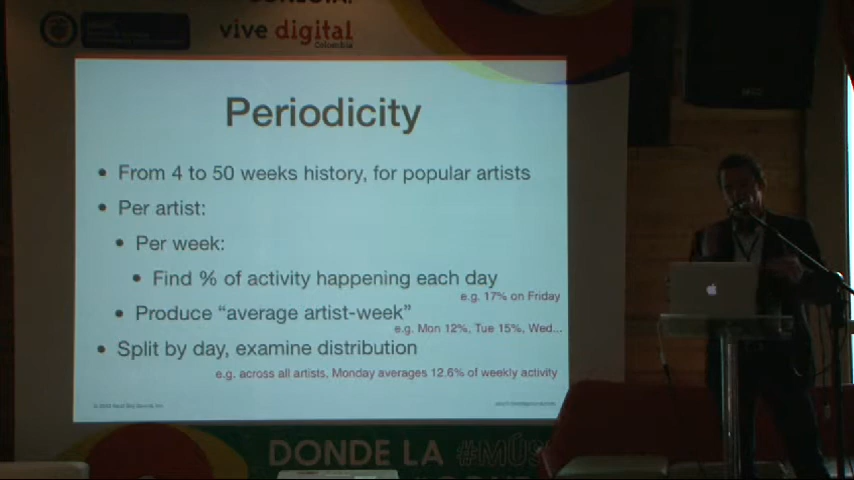 CONECTA!
vive digital
Colombia
Periodicity
• From 4 to 50 weeks history, for popular artists
• Per artist:
• Per week:
• Find % of activity happening each day
e.g. 17% on Friday
• Produce “average artist-week”
e.g. Mon 12%, Tue 15%, Wed...
• Split by day, examine distribution
e.g. across all artists, Monday averages 12.6% of weekly activity
DONDE LA #MÚS